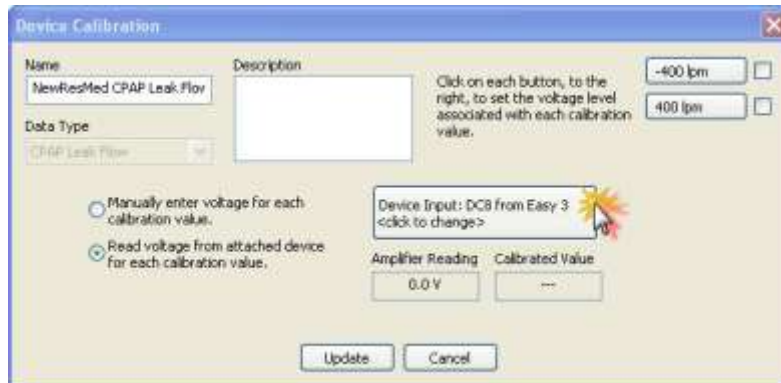 Device Calibration
Name
NewResMed CPAP Leak Flov
Description
Data Type
CPAP Leak Flow
Click on each button, to the
right, to set the voltage level
associated with each calibration
value.
-400 lpm
400 lpm
Manually enter voltage for each
calibration value.
Read voltage from attached device
for each calibration value.
Device Input: DC8 from Easy 3
<click to change>
Amplifier Reading
Calibrated Value
0.0 V
---
Update
Cancel